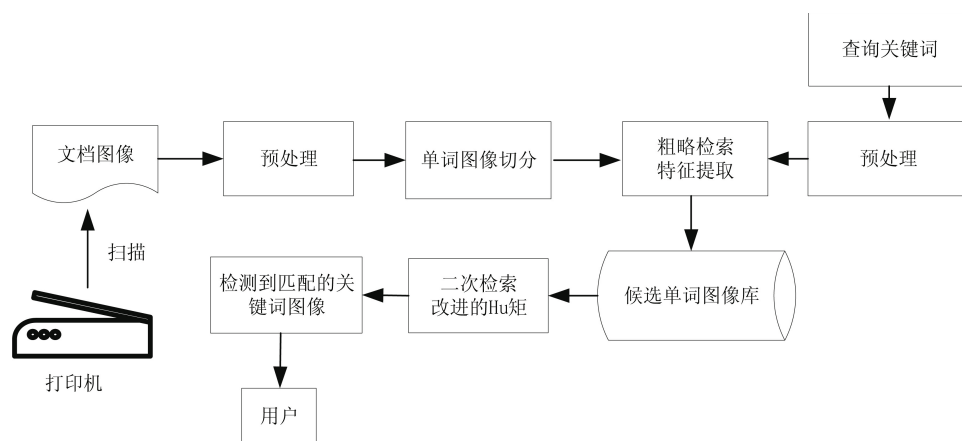 查询关键词
文档图像
预处理
单词图像切分
粗略检索
特征提取
预处理
扫描
检测到匹配的关
键词图像
二次检索
改进的Hu矩
候选单词图像库
打印机
用户